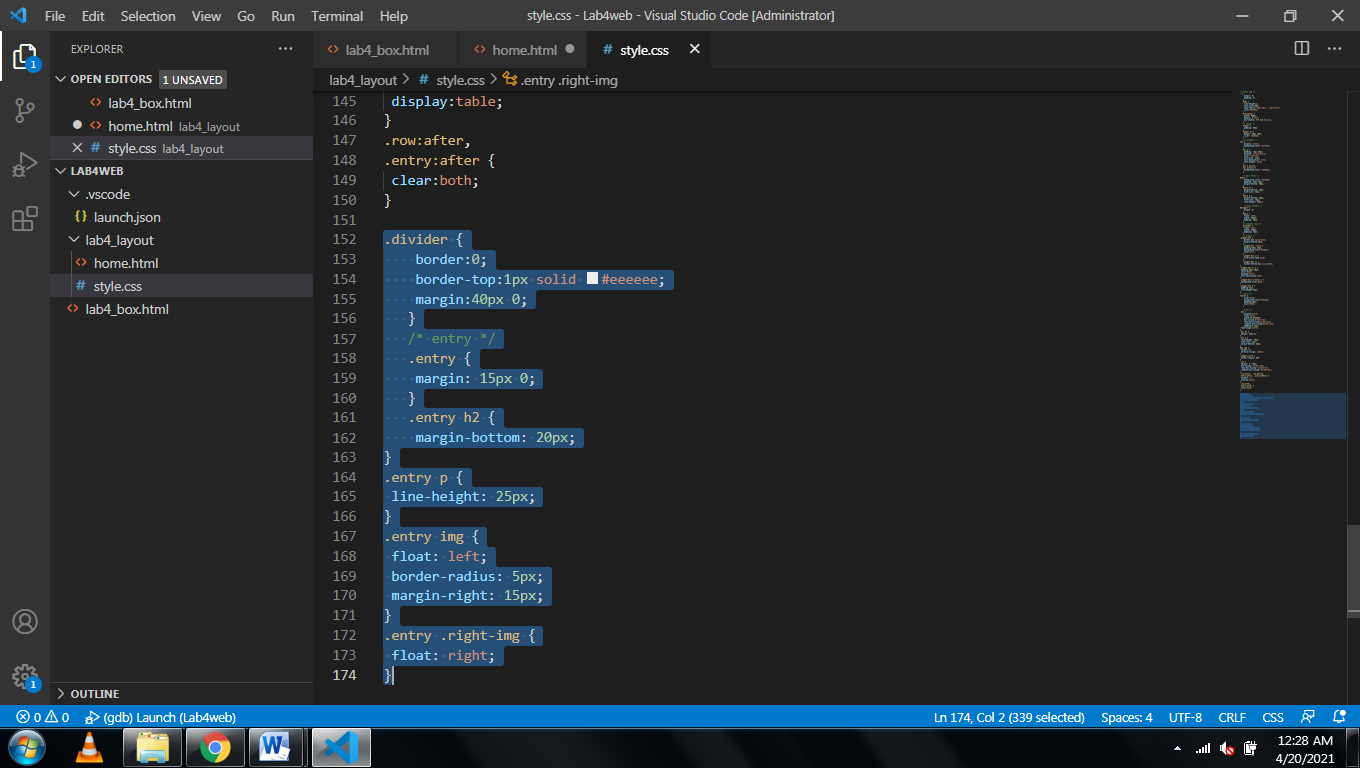 File Edit Selection View Go Run Terminal Help
style.css - Lab4web - Visual Studio Code [Administrator]
EXPLORER
OPEN EDITORS 1 UNSAVED
lab4_box.html
home.html lab4_layout
style.css lab4_layout
LAB4WEB
.vscode
launch.json
lab4_layout
home.html
style.css
lab4_box.html
OUTLINE
1
1
lab4_box.html home.html style.css
lab4_layout > style.css > .entry .right-img
145 display:table;
146 }
147 .row:after,
148 .entry:after {
149 clear:both;
150 }
151
152 .divider {
153 border:0;
154 border-top:1px solid #eeeeee;
155 margin:40px 0;
156 }
157 /* entry */
158 .entry {
159 margin: 15px 0;
160 }
161 .entry h2 {
162 margin-bottom: 20px;
163 }
164 .entry p {
165 line-height: 25px;
166 }
167 .entry img {
168 float: left;
169 border-radius: 5px;
170 margin-right: 15px;
171 }
172 .entry .right-img {
173 float: right;
174 }
0 0 (gdb) Launch (Lab4web) Ln 174, Col 2 (339 selected) Spaces: 4 UTF-8 CRLF CSS
12:28 AM
4/20/2021